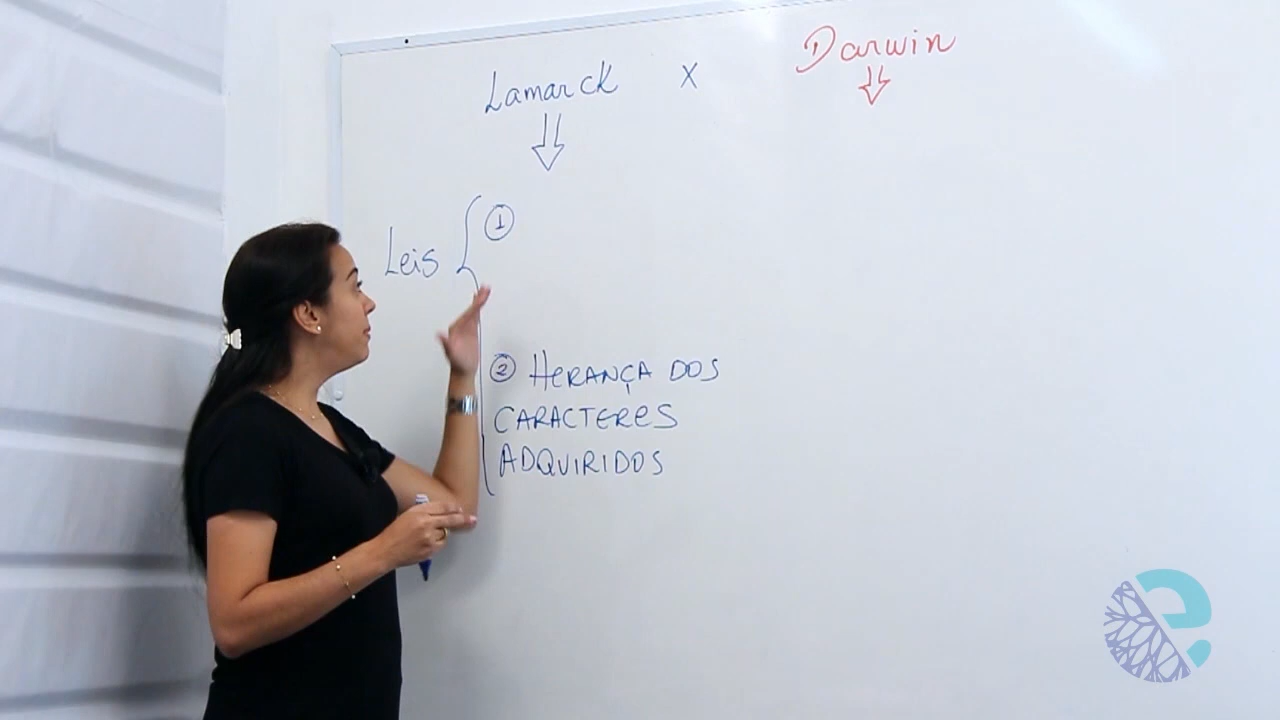 Lamarck x Darwin
Leis
1
2 HERANÇA DOS
CARACTERES
ADQUIRIDOS